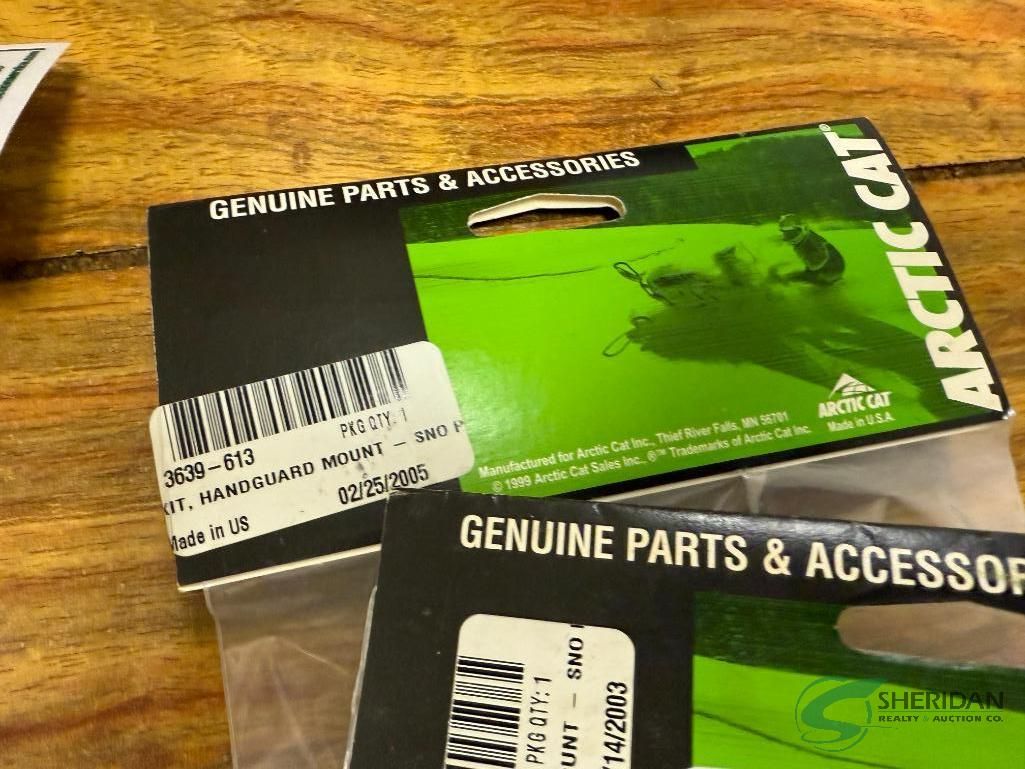 GENUINE PARTS & ACCESSORIES
ARCTIC CAT®
PKG QTY: 1
3639-613
KIT, HANDGUARD MOUNT - SNO P
02/25/2005
Made in US
ARCTIC CAT
Made in U.S.A.
Manufactured for Arctic Cat Inc., Thief River Falls, MN 56701
© 1999 Arctic Cat Sales Inc., ®™ Trademarks of Arctic Cat Inc.
GENUINE PARTS & ACCESSOR
PKG QTY: 1
UNT - SNO
/14/2003
SHERIDAN
REALTY & AUCTION CO.